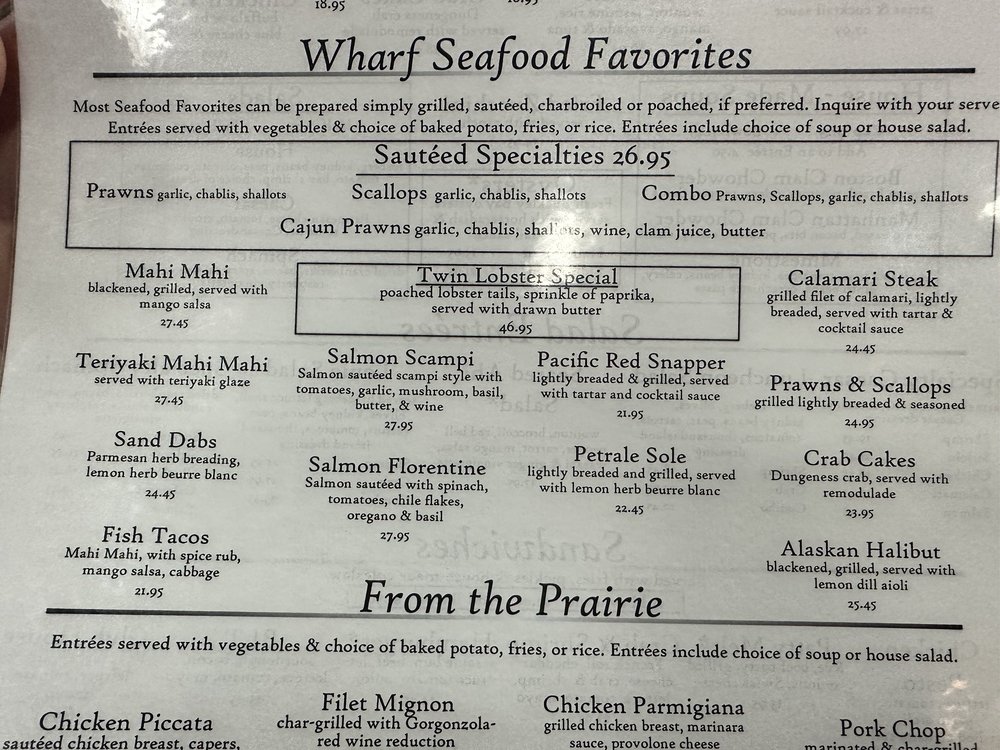 18.95
18.95
Wharf Seafood Favorites
Most Seafood Favorites can be prepared simply grilled, sautéed, charbroiled or poached, if preferred. Inquire with your serve
Entrées served with vegetables & choice of baked potato, fries, or rice. Entrées include choice of soup or house salad.
Sautéed Specialties 26.95
Prawns garlic, chablis, shallots
Scallops garlic, chablis, shallots
Combo Prawns, Scallops, garlic, chablis, shallots
Cajun Prawns garlic, chablis, shallots, wine, clam juice, butter
Mahi Mahi
blackened, grilled, served with
mango salsa
27.45
Teriyaki Mahi Mahi
served with teriyaki glaze
27.45
Sand Dabs
Parmesan herb breading,
lemon herb beurre blanc
24.45
Fish Tacos
Mahi Mahi, with spice rub,
mango salsa, cabbage
21.95
Twin Lobster Special
poached lobster tails, sprinkle of paprika,
served with drawn butter
46.95
Salmon Scampi
Salmon sautéed scampi style with
tomatoes, garlic, mushroom, basil,
butter, & wine
27.95
Salmon Florentine
Salmon sautéed with spinach,
tomatoes, chile flakes,
oregano & basil
27.95
Pacific Red Snapper
lightly breaded & grilled, served
with tartar and cocktail sauce
21.95
Petrale Sole
lightly breaded and grilled, served
with lemon herb beurre blanc
22.45
Calamari Steak
grilled filet of calamari, lightly
breaded, served with tartar &
cocktail sauce
24.45
Prawns & Scallops
grilled lightly breaded & seasoned
24.95
Crab Cakes
Dungeness crab, served with
remodulade
23.95
Alaskan Halibut
blackened, grilled, served with
lemon dill aioli
25.45
From the Prairie
Entrées served with vegetables & choice of baked potato, fries, or rice. Entrées include choice of soup or house salad.
Chicken Piccata
sautéed chicken breast, capers,
Filet Mignon
char-grilled with Gorgonzola-
red wine reduction
Chicken Parmigiana
grilled chicken breast, marinara
sauce, provolone cheese
Pork Chop
marinated & char-grilled